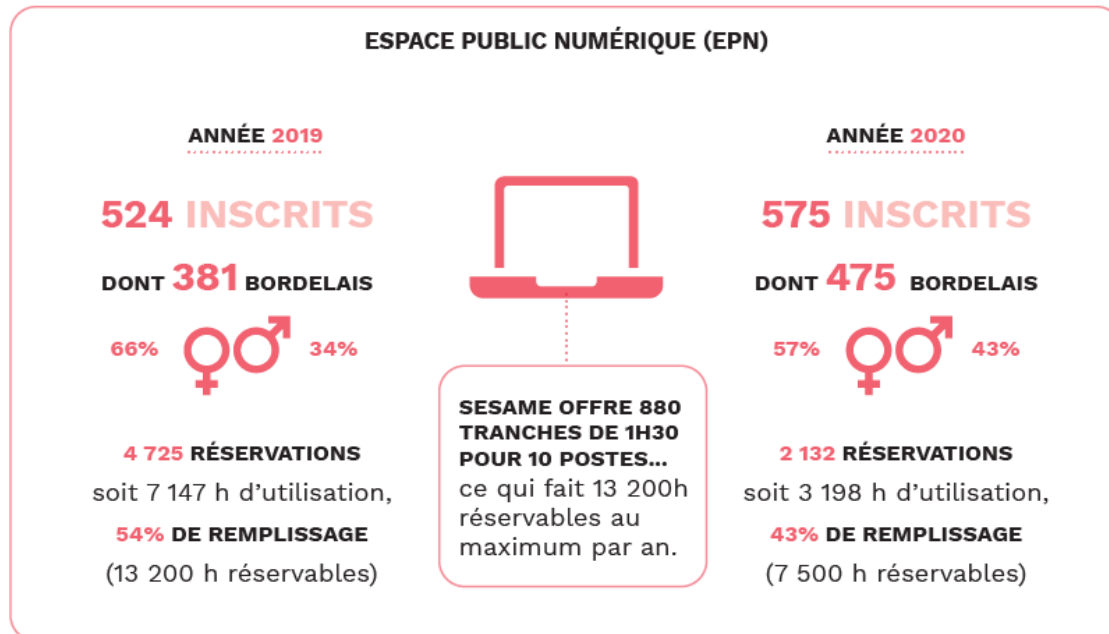 ESPACE PUBLIC NUMÉRIQUE (EPN)
ANNÉE 2019
524 INSCRITS
DONT 381 BORDELAIS
66% 34%
4 725 RÉSERVATIONS
soit 7 147 h d’utilisation,
54% DE REMPLISSAGE
(13 200 h réservables)
SESAME OFFRE 880
TRANCHES DE 1H30
POUR 10 POSTES...
ce qui fait 13 200h
réservables au
maximum par an.
ANNÉE 2020
575 INSCRITS
DONT 475 BORDELAIS
57% 43%
2 132 RÉSERVATIONS
soit 3 198 h d’utilisation,
43% DE REMPLISSAGE
(7 500 h réservables)